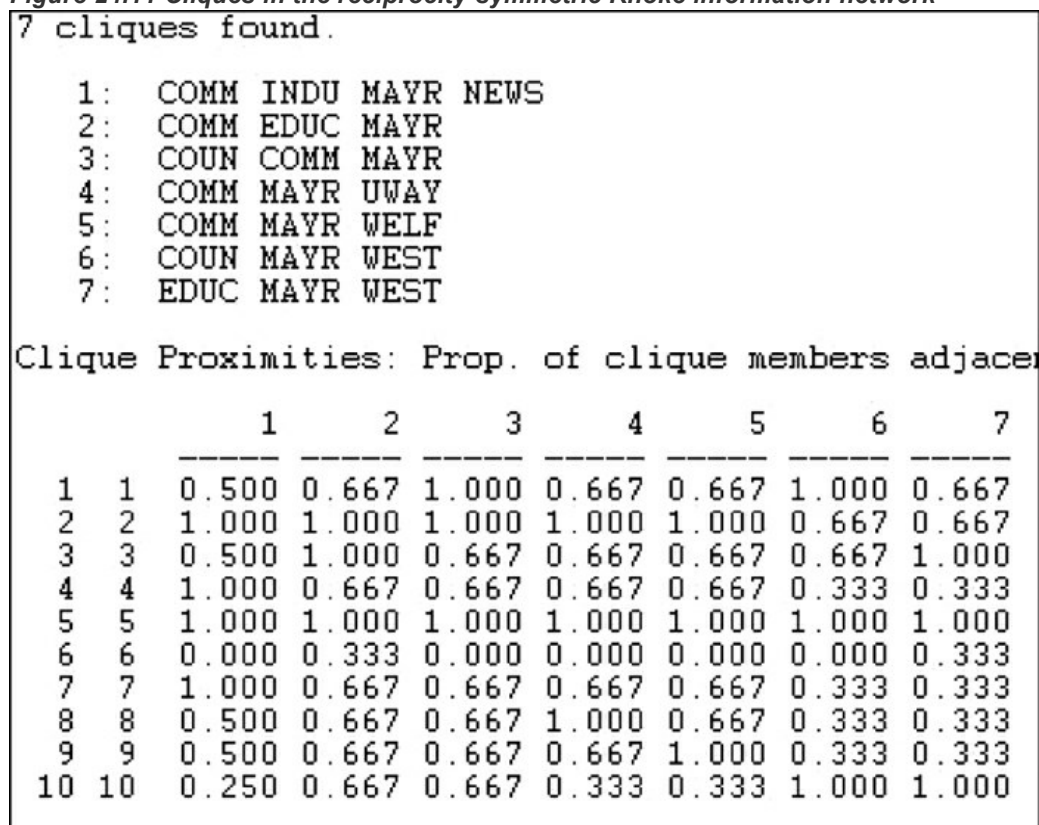 7 cliques found.
1: COMM INDU MAYR NEWS
2: COMM EDUC MAYR
3: COUN COMM MAYR
4: COMM MAYR UWAY
5: COMM MAYR WELF
6: COUN MAYR WEST
7: EDUC MAYR WEST
Clique Proximities: Prop. of clique members adjace
1 2 3 4 5 6 7
----- ----- ----- ----- ----- ----- -----
1 1 0.500 0.667 1.000 0.667 0.667 1.000 0.667
2 2 1.000 1.000 1.000 1.000 1.000 0.667 0.667
3 3 0.500 1.000 0.667 0.667 0.667 0.667 1.000
4 4 1.000 0.667 0.667 0.667 0.667 0.333 0.333
5 5 1.000 1.000 1.000 1.000 1.000 1.000 1.000
6 6 0.000 0.333 0.000 0.000 0.000 0.000 0.333
7 7 1.000 0.667 0.667 0.667 0.667 0.333 0.333
8 8 0.500 0.667 0.667 1.000 0.667 0.333 0.333
9 9 0.500 0.667 0.667 0.667 1.000 0.333 0.333
10 10 0.250 0.667 0.667 0.333 0.333 1.000 1.000